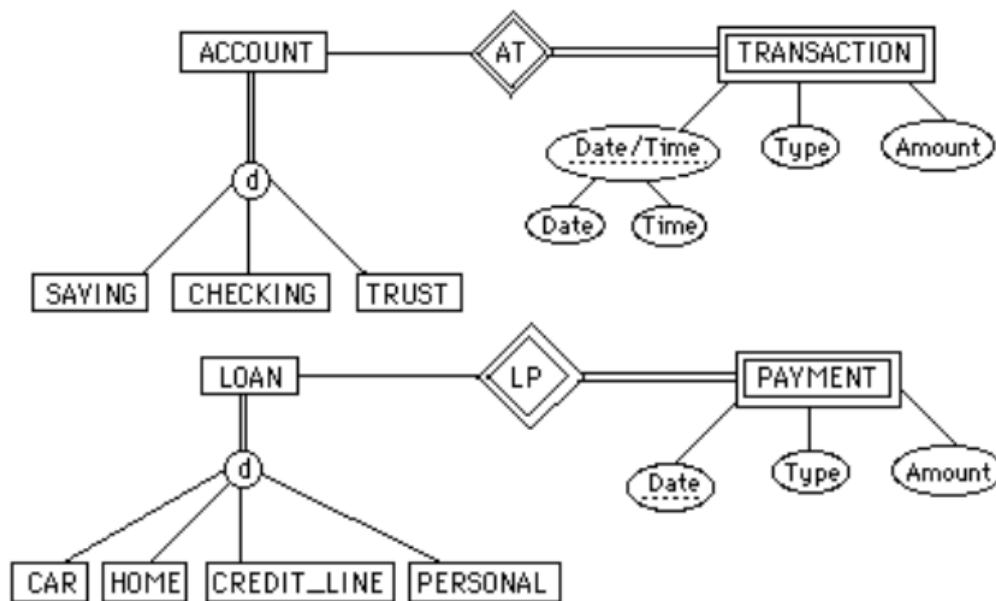 ACCOUNT AT TRANSACTION
Date/Time Type Amount
d
Date Time
SAVING CHECKING TRUST
LOAN LP PAYMENT
d
Date Type Amount
CAR HOME CREDIT_LINE PERSONAL